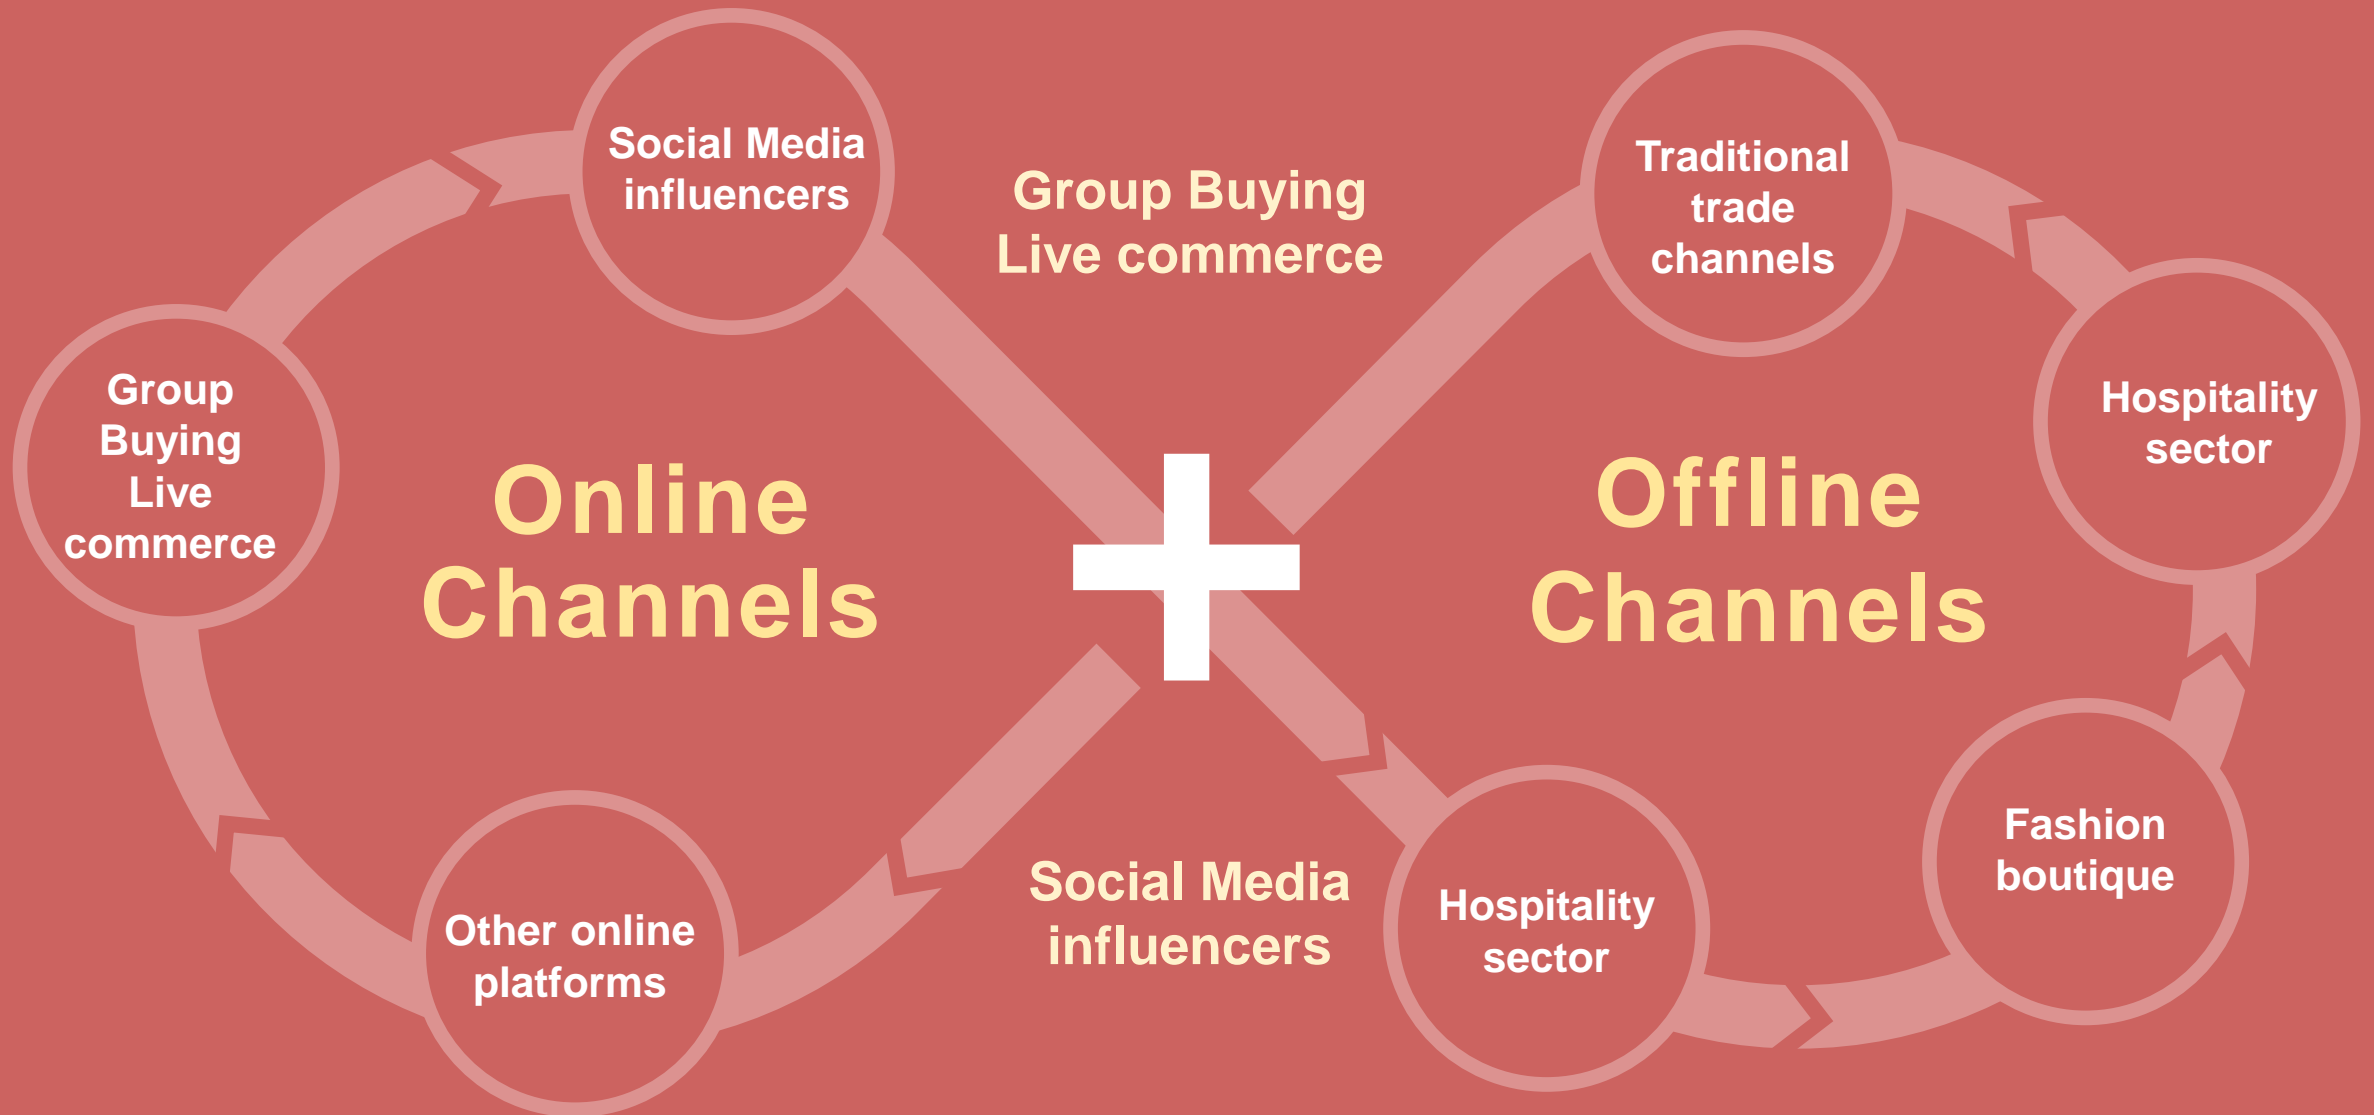 Social Media
influencers
Group
Buying
Live
commerce
Online
Channels
Other online
platforms
Group Buying
Live commerce
Social Media
influencers
Traditional
trade
channels
Hospitality
sector
Offline
Channels
Fashion
boutique
Hospitality
sector